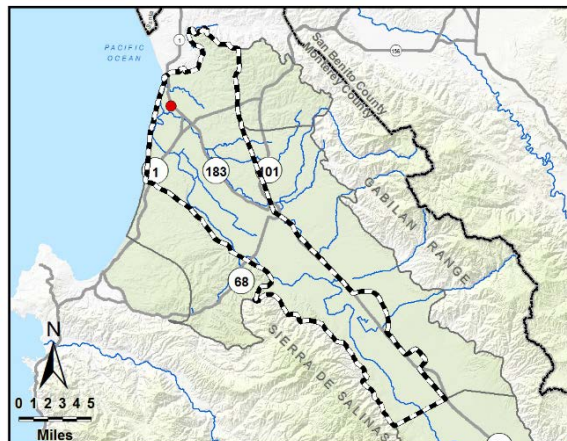 1
156
PACIFIC
OCEAN
San Benito County
Monterey County
1
183
101
GABILAN RANGE
68
SIERRA DE SALINAS
N
0 1 2 3 4 5
Miles